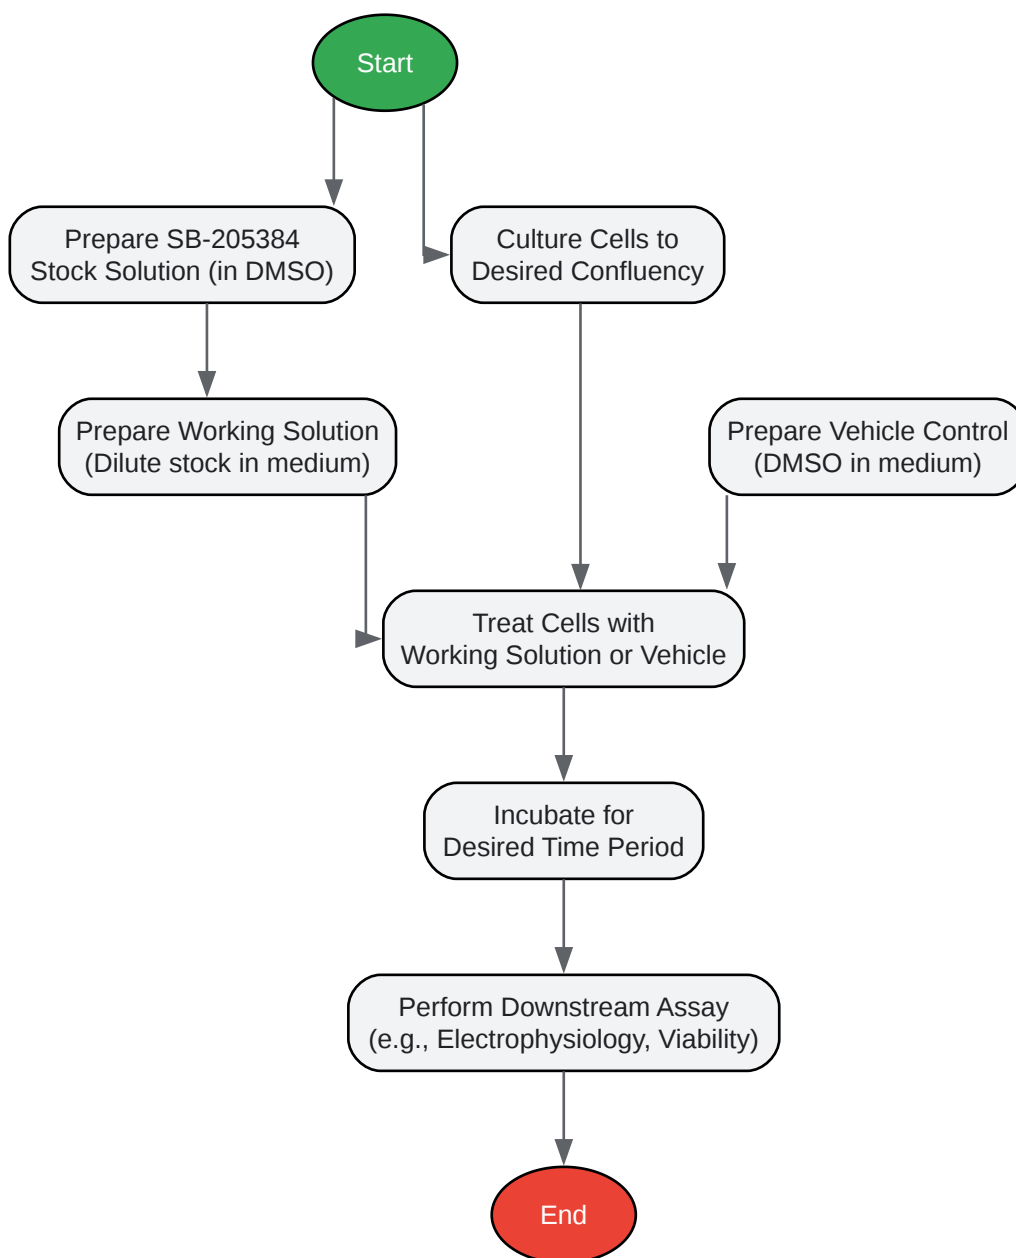 Start
Prepare SB-205384
Stock Solution (in DMSO)
Culture Cells to
Desired Confluency
Prepare Working Solution
(Dilute stock in medium)
Prepare Vehicle Control
(DMSO in medium)
Treat Cells with
Working Solution or Vehicle
Incubate for
Desired Time Period
Perform Downstream Assay
(e.g., Electrophysiology, Viability)
End